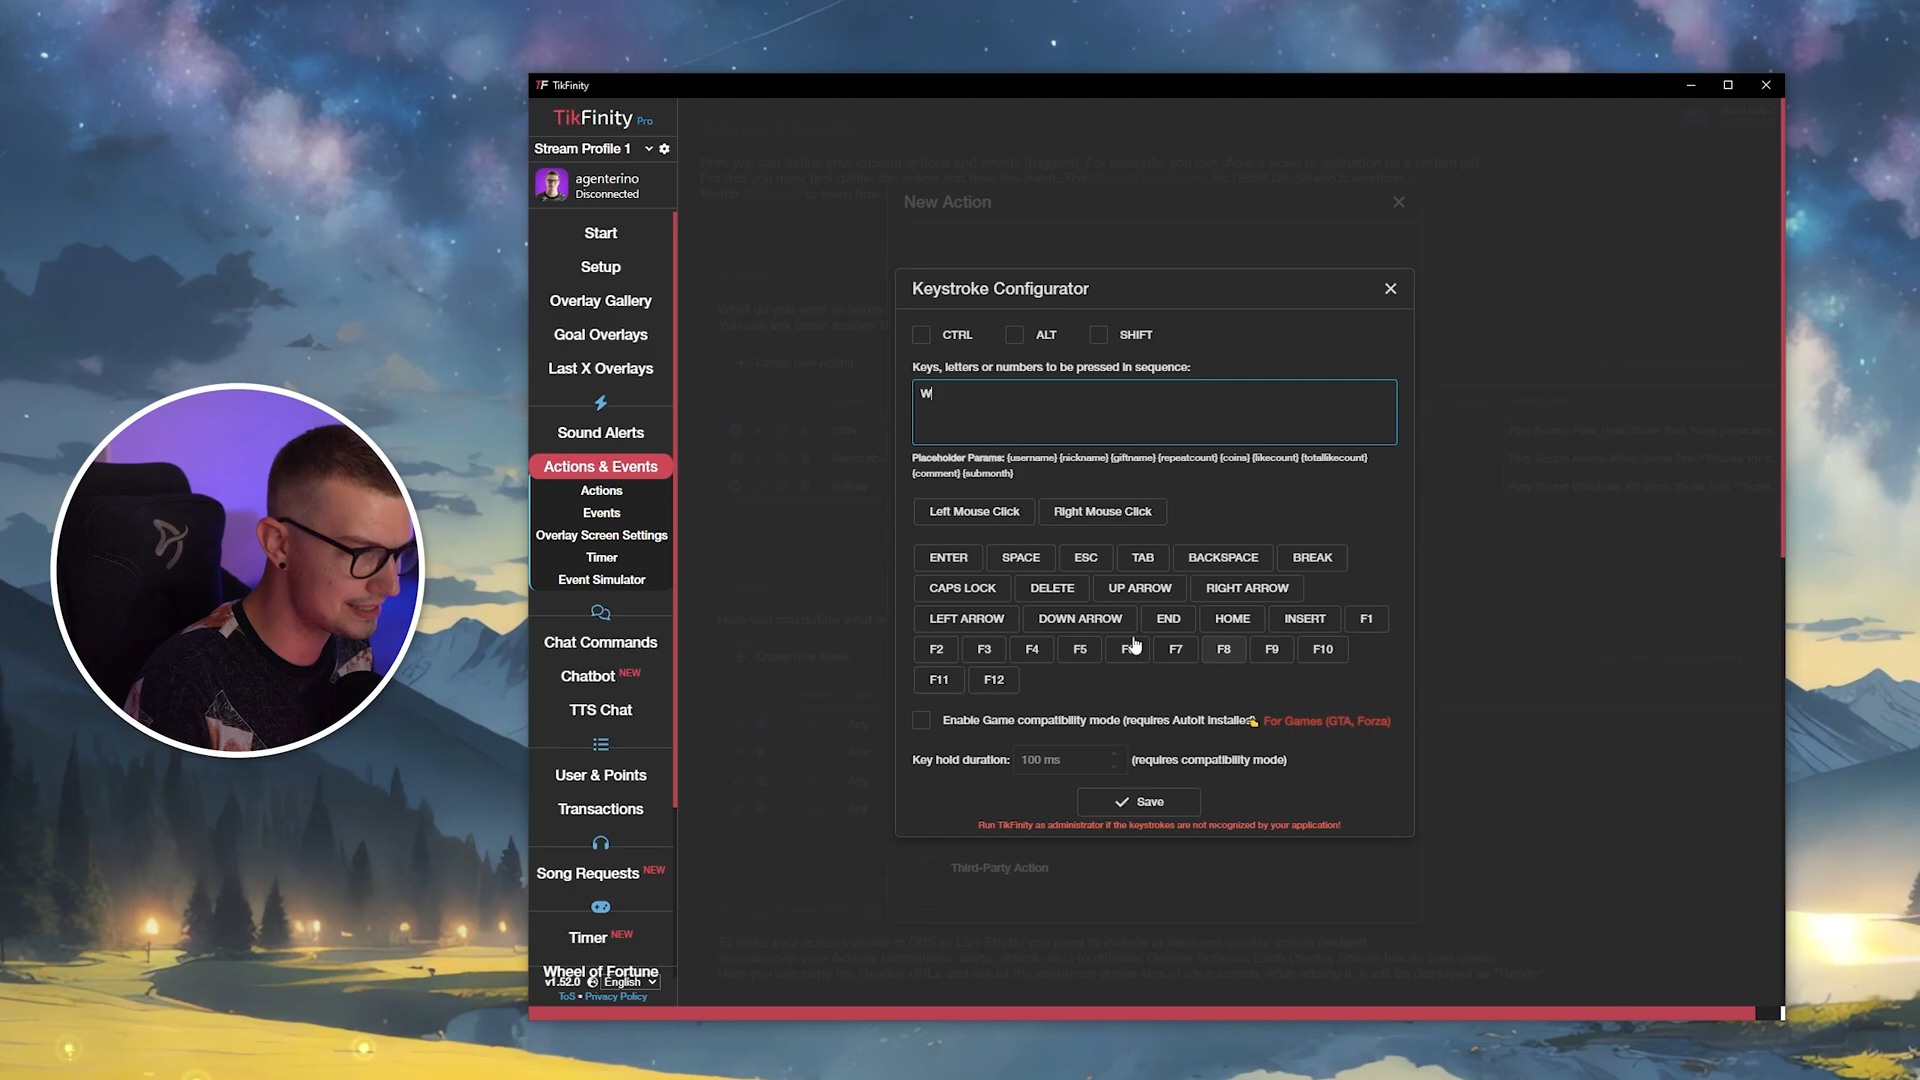 TF TikFinity
TikFinity Pro
Stream Profile 1
agenterino
Disconnected
Start
Setup
Overlay Gallery
Goal Overlays
Last X Overlays
Sound Alerts
Actions & Events
Actions
Events
Overlay Screen Settings
Timer
Event Simulator
Chat Commands
Chatbot NEW
TTS Chat
User & Points
Transactions
Song Requests NEW
Timer NEW
Wheel of Fortune
v1.52.0 English
ToS • Privacy Policy
New Action
Keystroke Configurator
CTRL ALT SHIFT
Keys, letters or numbers to be pressed in sequence:
W
Placeholder Params: {username} {nickname} {giftname} {repeatcount} {coins} {likecount} {totallikecount}
{comment} {submonth}
Left Mouse Click Right Mouse Click
ENTER SPACE ESC TAB BACKSPACE BREAK
CAPS LOCK DELETE UP ARROW RIGHT ARROW
LEFT ARROW DOWN ARROW END HOME INSERT F1
F2 F3 F4 F5 F6 F7 F8 F9 F10
F11 F12
Enable Game compatibility mode (requires AutoIt installed) For Games (GTA, Forza)
Key hold duration: 100 ms (requires compatibility mode)
Save
Run TikFinity as administrator if the keystrokes are not recognized by your application!
Third-Party Action